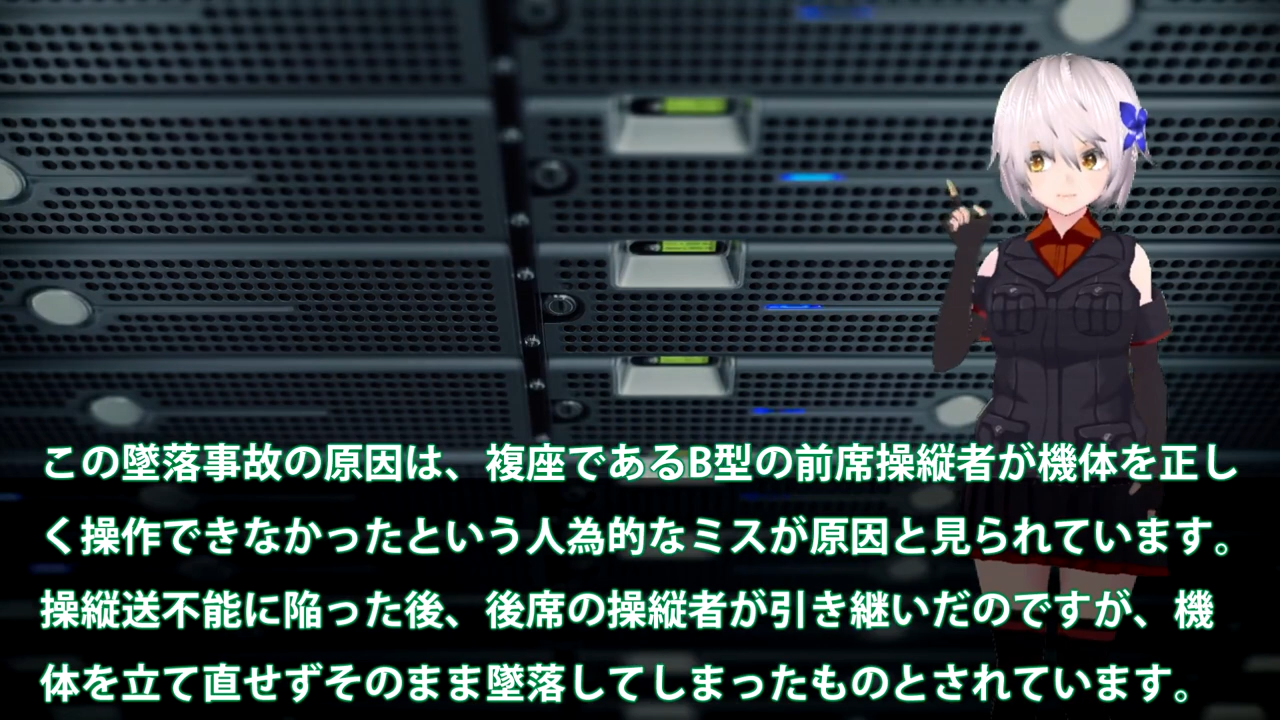 この墜落事故の原因は、複座であるB型の前席操縦者が機体を正し
く操作できなかったという人為的なミスが原因と見られています。
操縦送不能に陥った後、後席の操縦者が引き継いだのですが、機
体を立て直せずそのまま墜落してしまったものとされています。